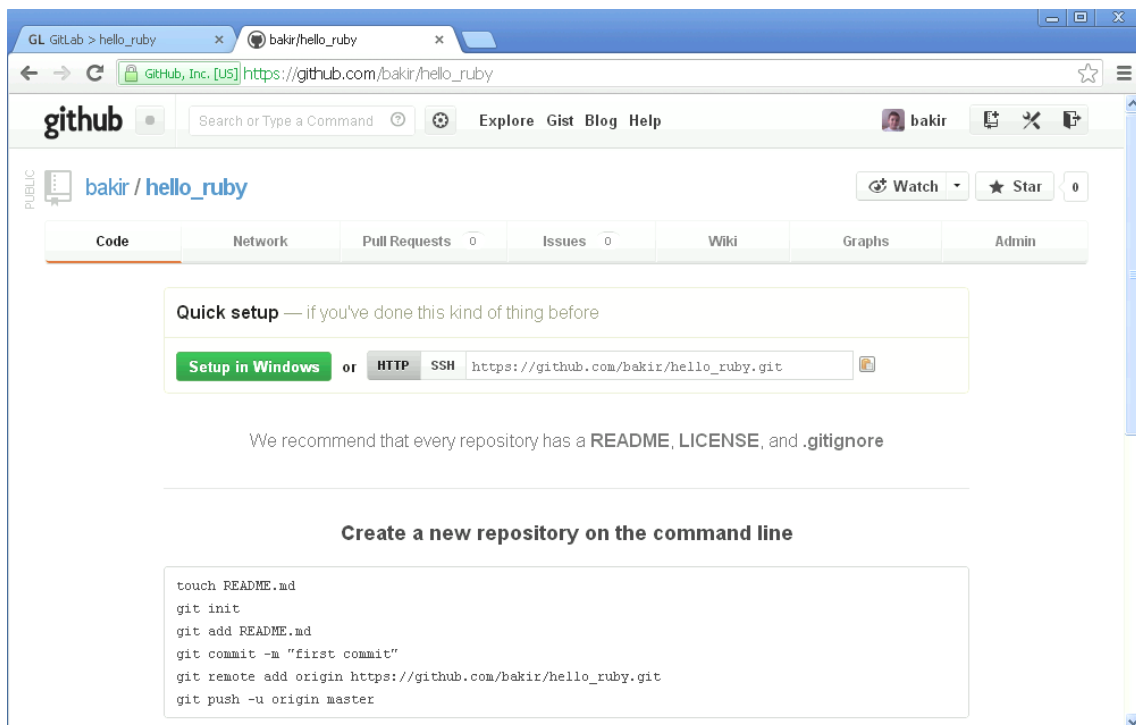 GL GitLab > hello_ruby
bakir/hello_ruby
GitHub, Inc. [US] https://github.com/bakir/hello_ruby
github Search or Type a Command Explore Gist Blog Help bakir
PUBLIC
bakir / hello_ruby Watch Star 0
Code Network Pull Requests 0 Issues 0 Wiki Graphs Admin
Quick setup — if you've done this kind of thing before
Setup in Windows or HTTP SSH https://github.com/bakir/hello_ruby.git
We recommend that every repository has a README, LICENSE, and .gitignore
Create a new repository on the command line
touch README.md
git init
git add README.md
git commit -m "first commit"
git remote add origin https://github.com/bakir/hello_ruby.git
git push -u origin master